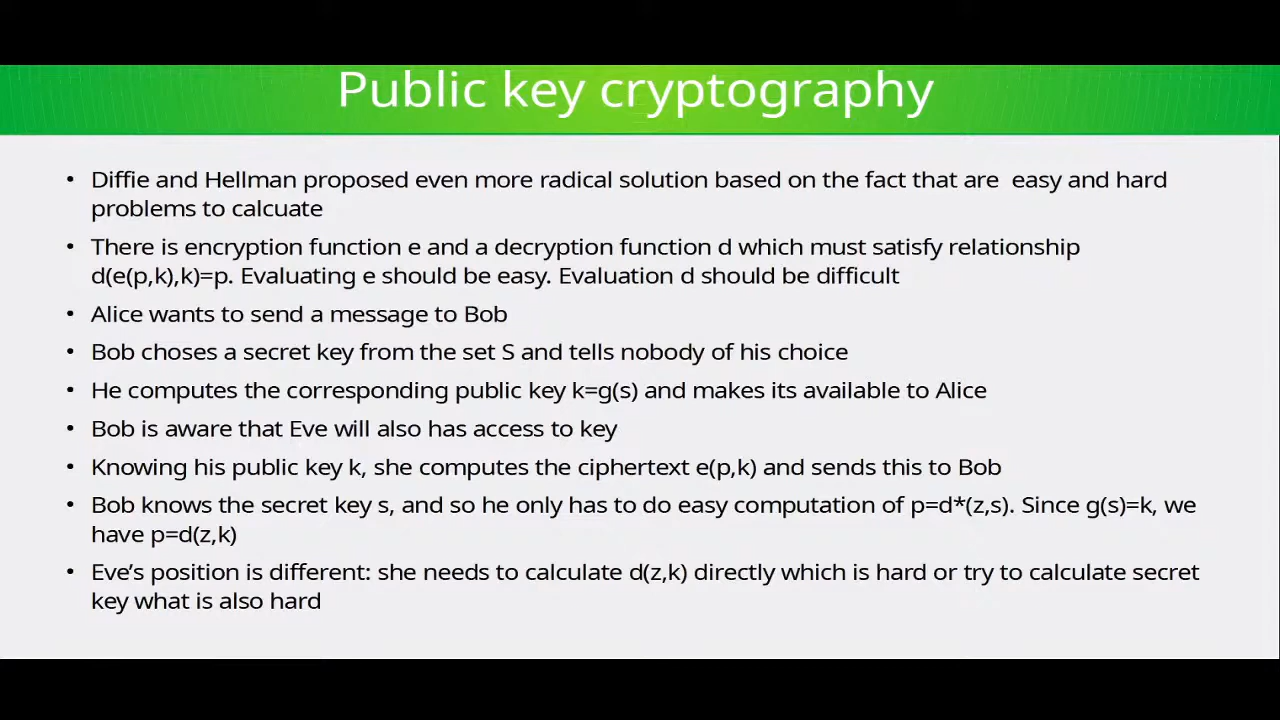 Public key cryptography
• Diffie and Hellman proposed even more radical solution based on the fact that are  easy and hard
problems to calcuate
• There is encryption function e and a decryption function d which must satisfy relationship
d(e(p,k),k)=p. Evaluating e should be easy. Evaluation d should be difficult
• Alice wants to send a message to Bob
• Bob choses a secret key from the set S and tells nobody of his choice
• He computes the corresponding public key k=g(s) and makes its available to Alice
• Bob is aware that Eve will also has access to key
• Knowing his public key k, she computes the ciphertext e(p,k) and sends this to Bob
• Bob knows the secret key s, and so he only has to do easy computation of p=d*(z,s). Since g(s)=k, we
have p=d(z,k)
• Eve’s position is different: she needs to calculate d(z,k) directly which is hard or try to calculate secret
key what is also hard